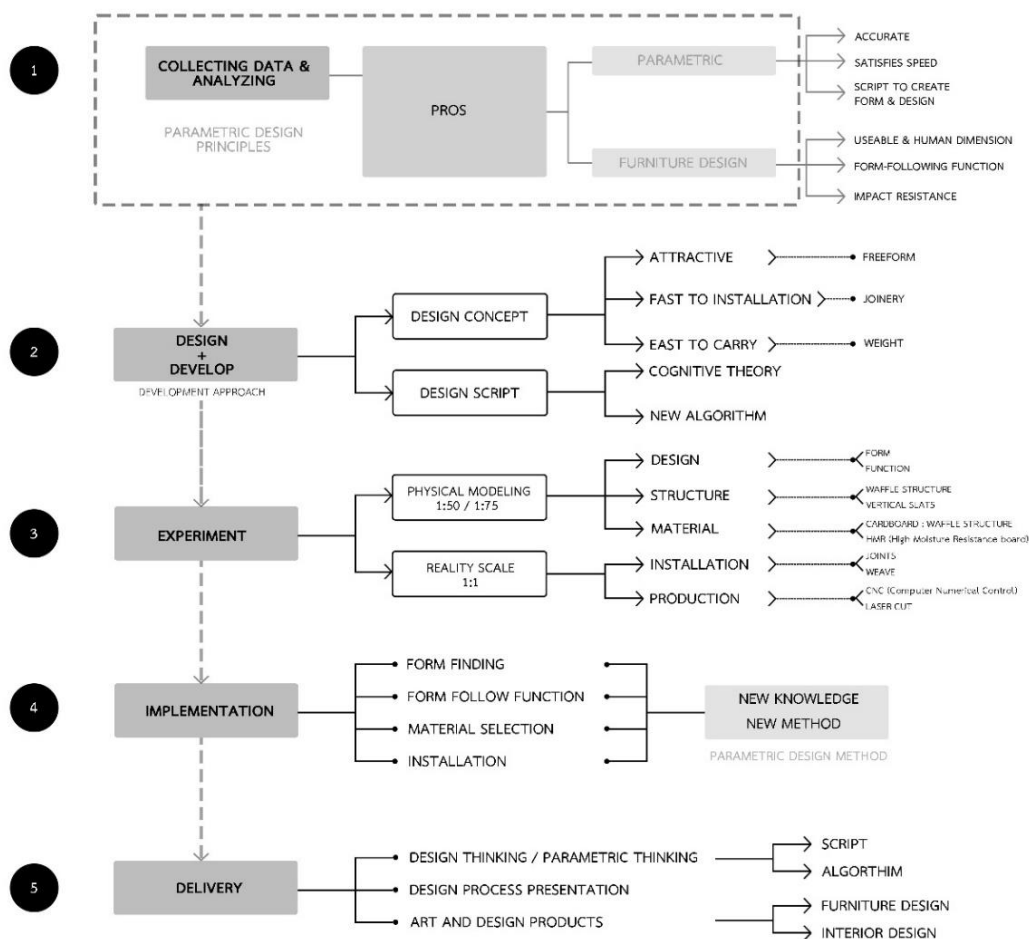 1
COLLECTING DATA &
ANALYZING
PARAMETRIC DESIGN
PRINCIPLES
PROS
PARAMETRIC
ACCURATE
SATISFIES SPEED
SCRIPT TO CREATE
FORM & DESIGN
FURNITURE DESIGN
USEABLE & HUMAN DIMENSION
FORM-FOLLOWING FUNCTION
IMPACT RESISTANCE
2
DESIGN
+
DEVELOP
DEVELOPMENT APPROACH
DESIGN CONCEPT
ATTRACTIVE
FREEFORM
FAST TO INSTALLATION
JOINERY
EAST TO CARRY
WEIGHT
DESIGN SCRIPT
COGNITIVE THEORY
NEW ALGORITHM
3
EXPERIMENT
PHYSICAL MODELING
1:50 / 1:75
DESIGN
FORM
FUNCTION
STRUCTURE
WAFFLE STRUCTURE
VERTICAL SLATS
MATERIAL
CARDBOARD : WAFFLE STRUCTURE
HMR (High Moisture Resistance board)
REALITY SCALE
1:1
INSTALLATION
JOINTS
WEAVE
PRODUCTION
CNC (Computer Numerical Control)
LASER CUT
4
IMPLEMENTATION
FORM FINDING
FORM FOLLOW FUNCTION
MATERIAL SELECTION
INSTALLATION
NEW KNOWLEDGE
NEW METHOD
PARAMETRIC DESIGN METHOD
5
DELIVERY
DESIGN THINKING / PARAMETRIC THINKING
SCRIPT
ALGORTHIM
DESIGN PROCESS PRESENTATION
ART AND DESIGN PRODUCTS
FURNITURE DESIGN
INTERIOR DESIGN